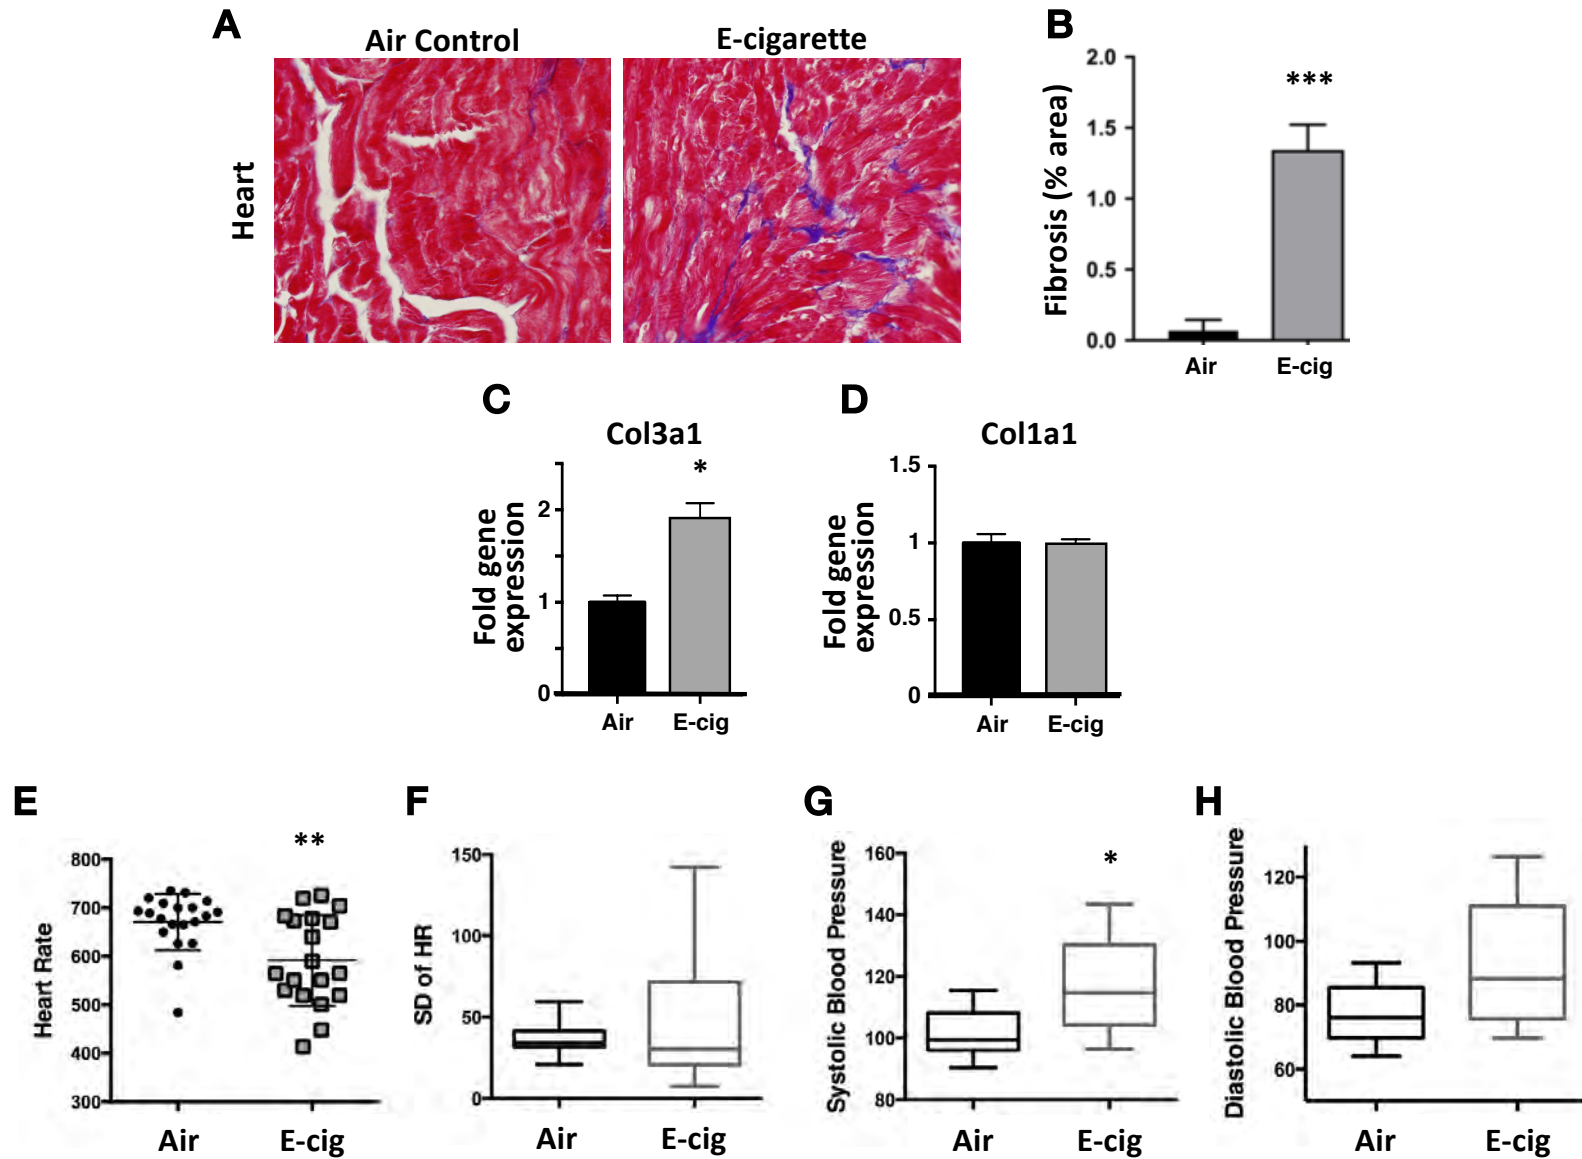 A
Air Control
E-cigarette
Heart
B
2.0
1.5
1.0
0.5
0.0
Fibrosis (% area)
***
Air
E-cig
C
Col3a1
*
2
1
0
Fold gene
expression
Air
E-cig
D
Col1a1
1.5
1
0.5
0
Fold gene
expression
Air
E-cig
E
**
800
700
600
500
400
300
Heart Rate
Air
E-cig
F
150
100
50
0
SD of HR
Air
E-cig
G
*
160
140
120
100
80
Systolic Blood Pressure
Air
E-cig
H
120
100
80
60
Diastolic Blood Pressure
Air
E-cig